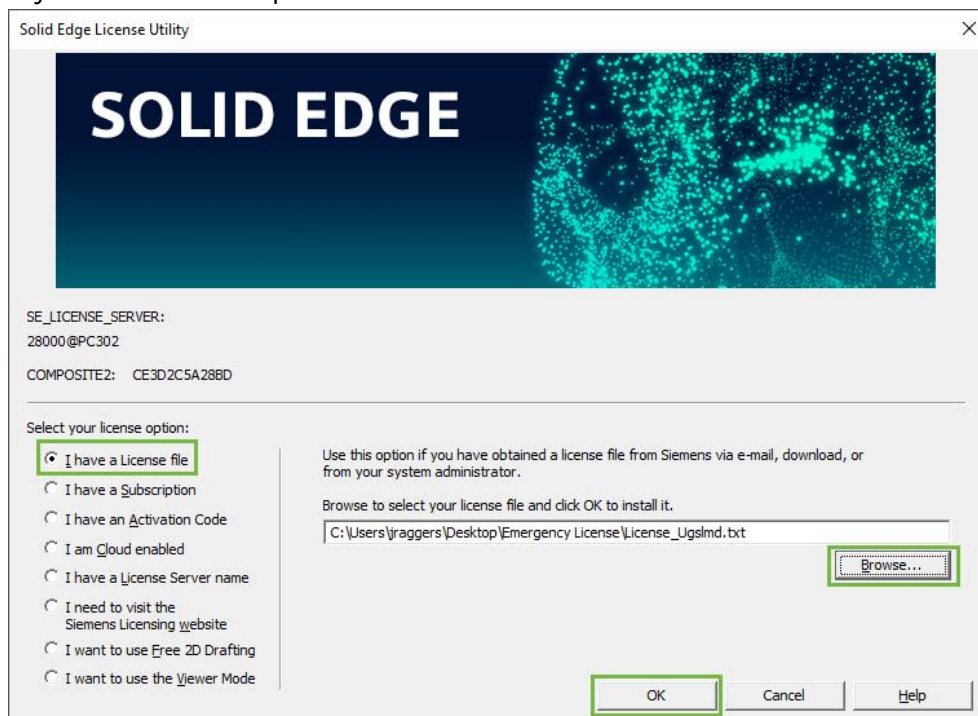 Solid Edge License Utility
SOLID EDGE
SE_LICENSE_SERVER:
28000@PC302
COMPOSITE2: CE3D2C5A28BD
Select your license option:
I have a License file
I have a Subscription
I have an Activation Code
I am Cloud enabled
I have a License Server name
I need to visit the
Siemens Licensing website
I want to use Free 2D Drafting
I want to use the Viewer Mode
Use this option if you have obtained a license file from Siemens via e-mail, download, or
from your system administrator.
Browse to select your license file and click OK to install it.
C:\Users\jraggers\Desktop\Emergency License\License_Ugslmd.txt
Browse...
OK
Cancel
Help